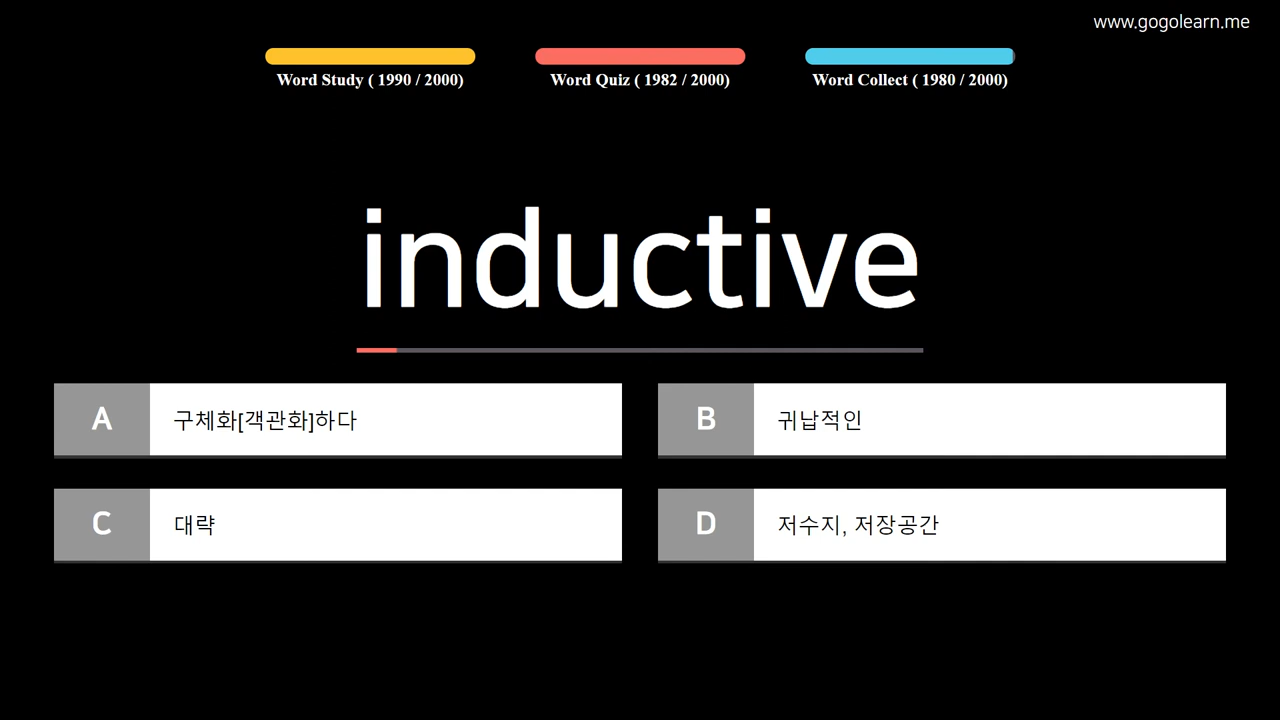 www.gogolearn.me
Word Study ( 1990 / 2000)
Word Quiz ( 1982 / 2000)
Word Collect ( 1980 / 2000)
inductive
A 구체화[객관화]하다
B 귀납적인
C 대략
D 저수지, 저장공간